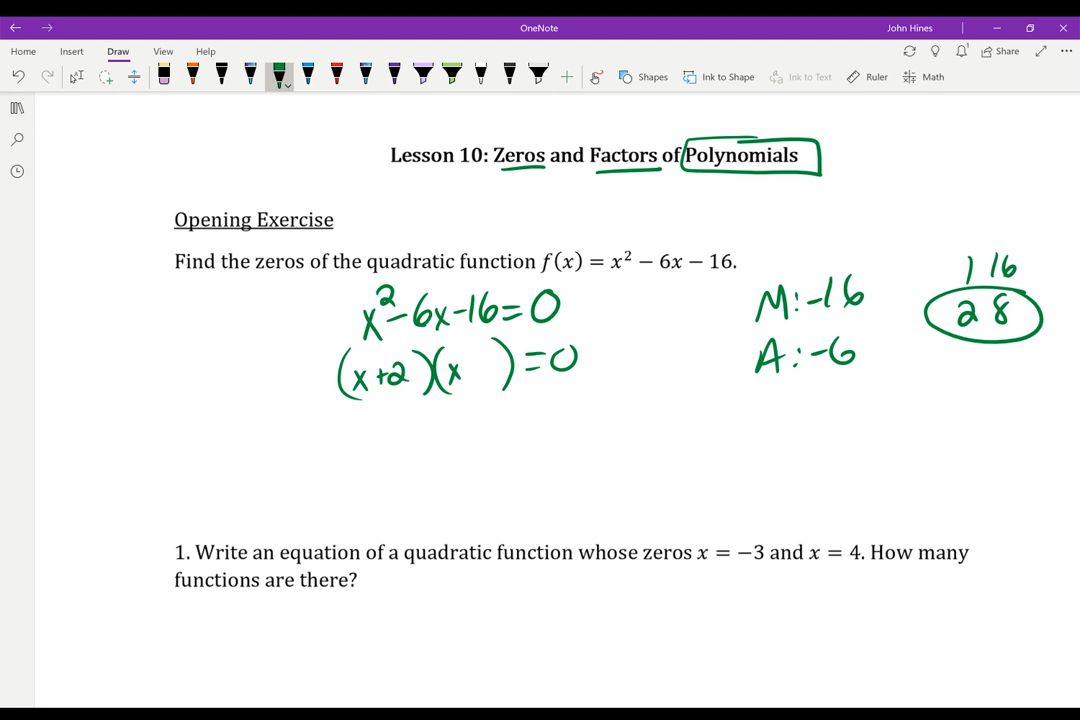 OneNote
John Hines
Home Insert Draw View Help
Share
Shapes Ink to Shape Ink to Text Ruler Math
Lesson 10: Zeros and Factors of Polynomials
Opening Exercise
Find the zeros of the quadratic function f(x) = x² − 6x − 16.
x² - 6x - 16 = 0
(x +2 )(x ) = 0
M: -16
A: -6
1 16
2 8
1. Write an equation of a quadratic function whose zeros x = −3 and x = 4. How many
functions are there?